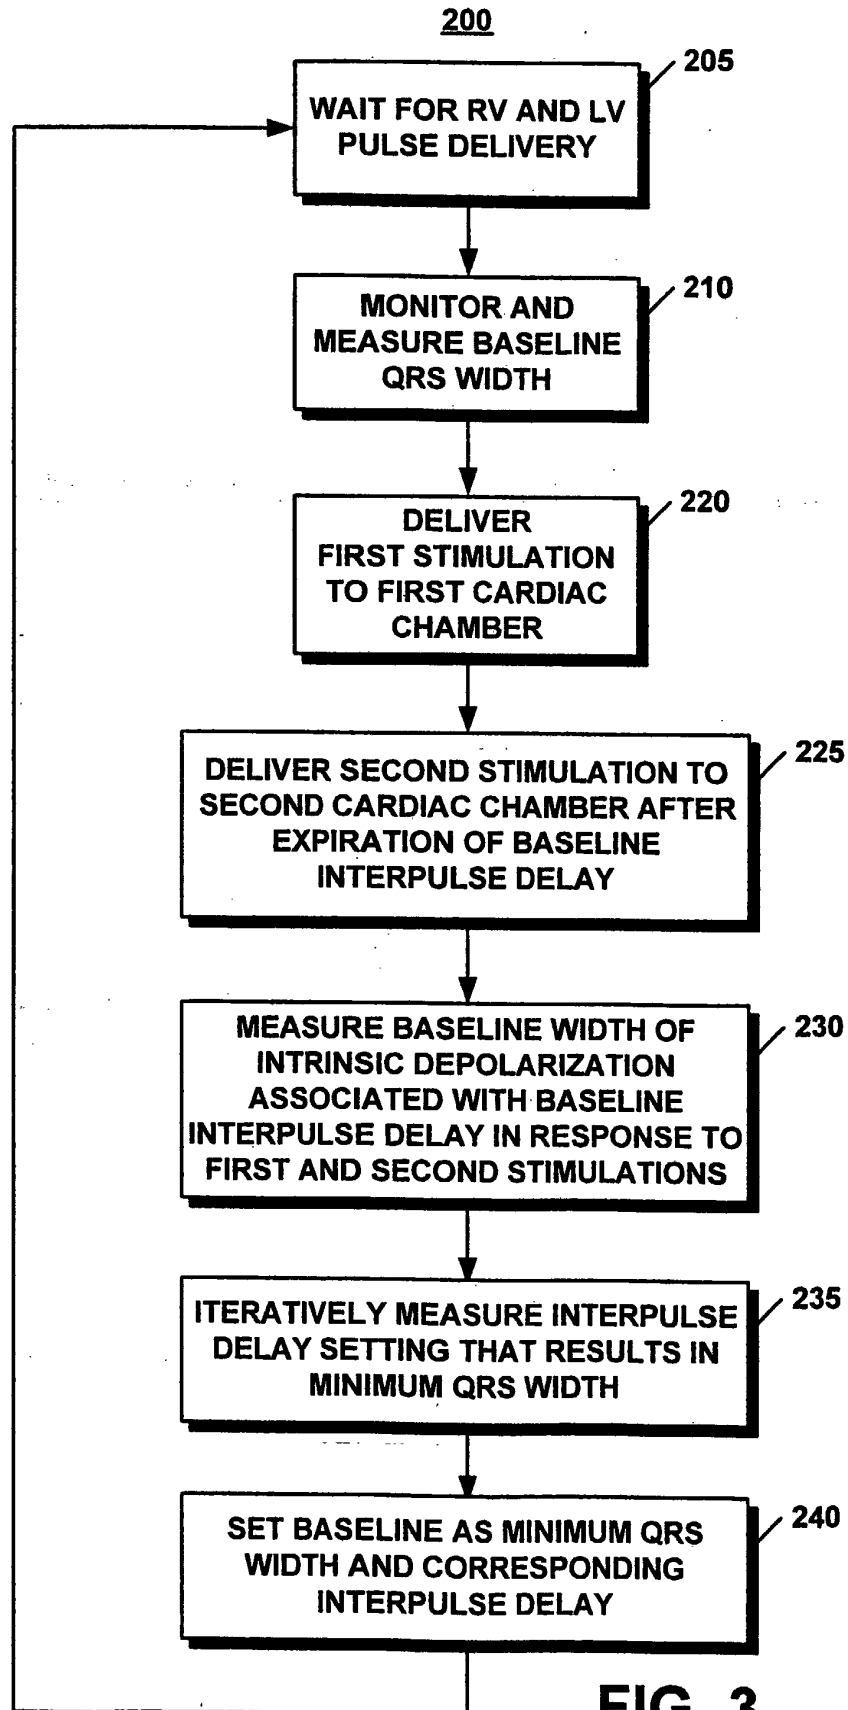 200
205
WAIT FOR RV AND LV
PULSE DELIVERY
210
MONITOR AND
MEASURE BASELINE
QRS WIDTH
220
DELIVER
FIRST STIMULATION
TO FIRST CARDIAC
CHAMBER
225
DELIVER SECOND STIMULATION TO
SECOND CARDIAC CHAMBER AFTER
EXPIRATION OF BASELINE
INTERPULSE DELAY
230
MEASURE BASELINE WIDTH OF
INTRINSIC DEPOLARIZATION
ASSOCIATED WITH BASELINE
INTERPULSE DELAY IN RESPONSE TO
FIRST AND SECOND STIMULATIONS
235
ITERATIVELY MEASURE INTERPULSE
DELAY SETTING THAT RESULTS IN
MINIMUM QRS WIDTH
240
SET BASELINE AS MINIMUM QRS
WIDTH AND CORRESPONDING
INTERPULSE DELAY
FIG. 3